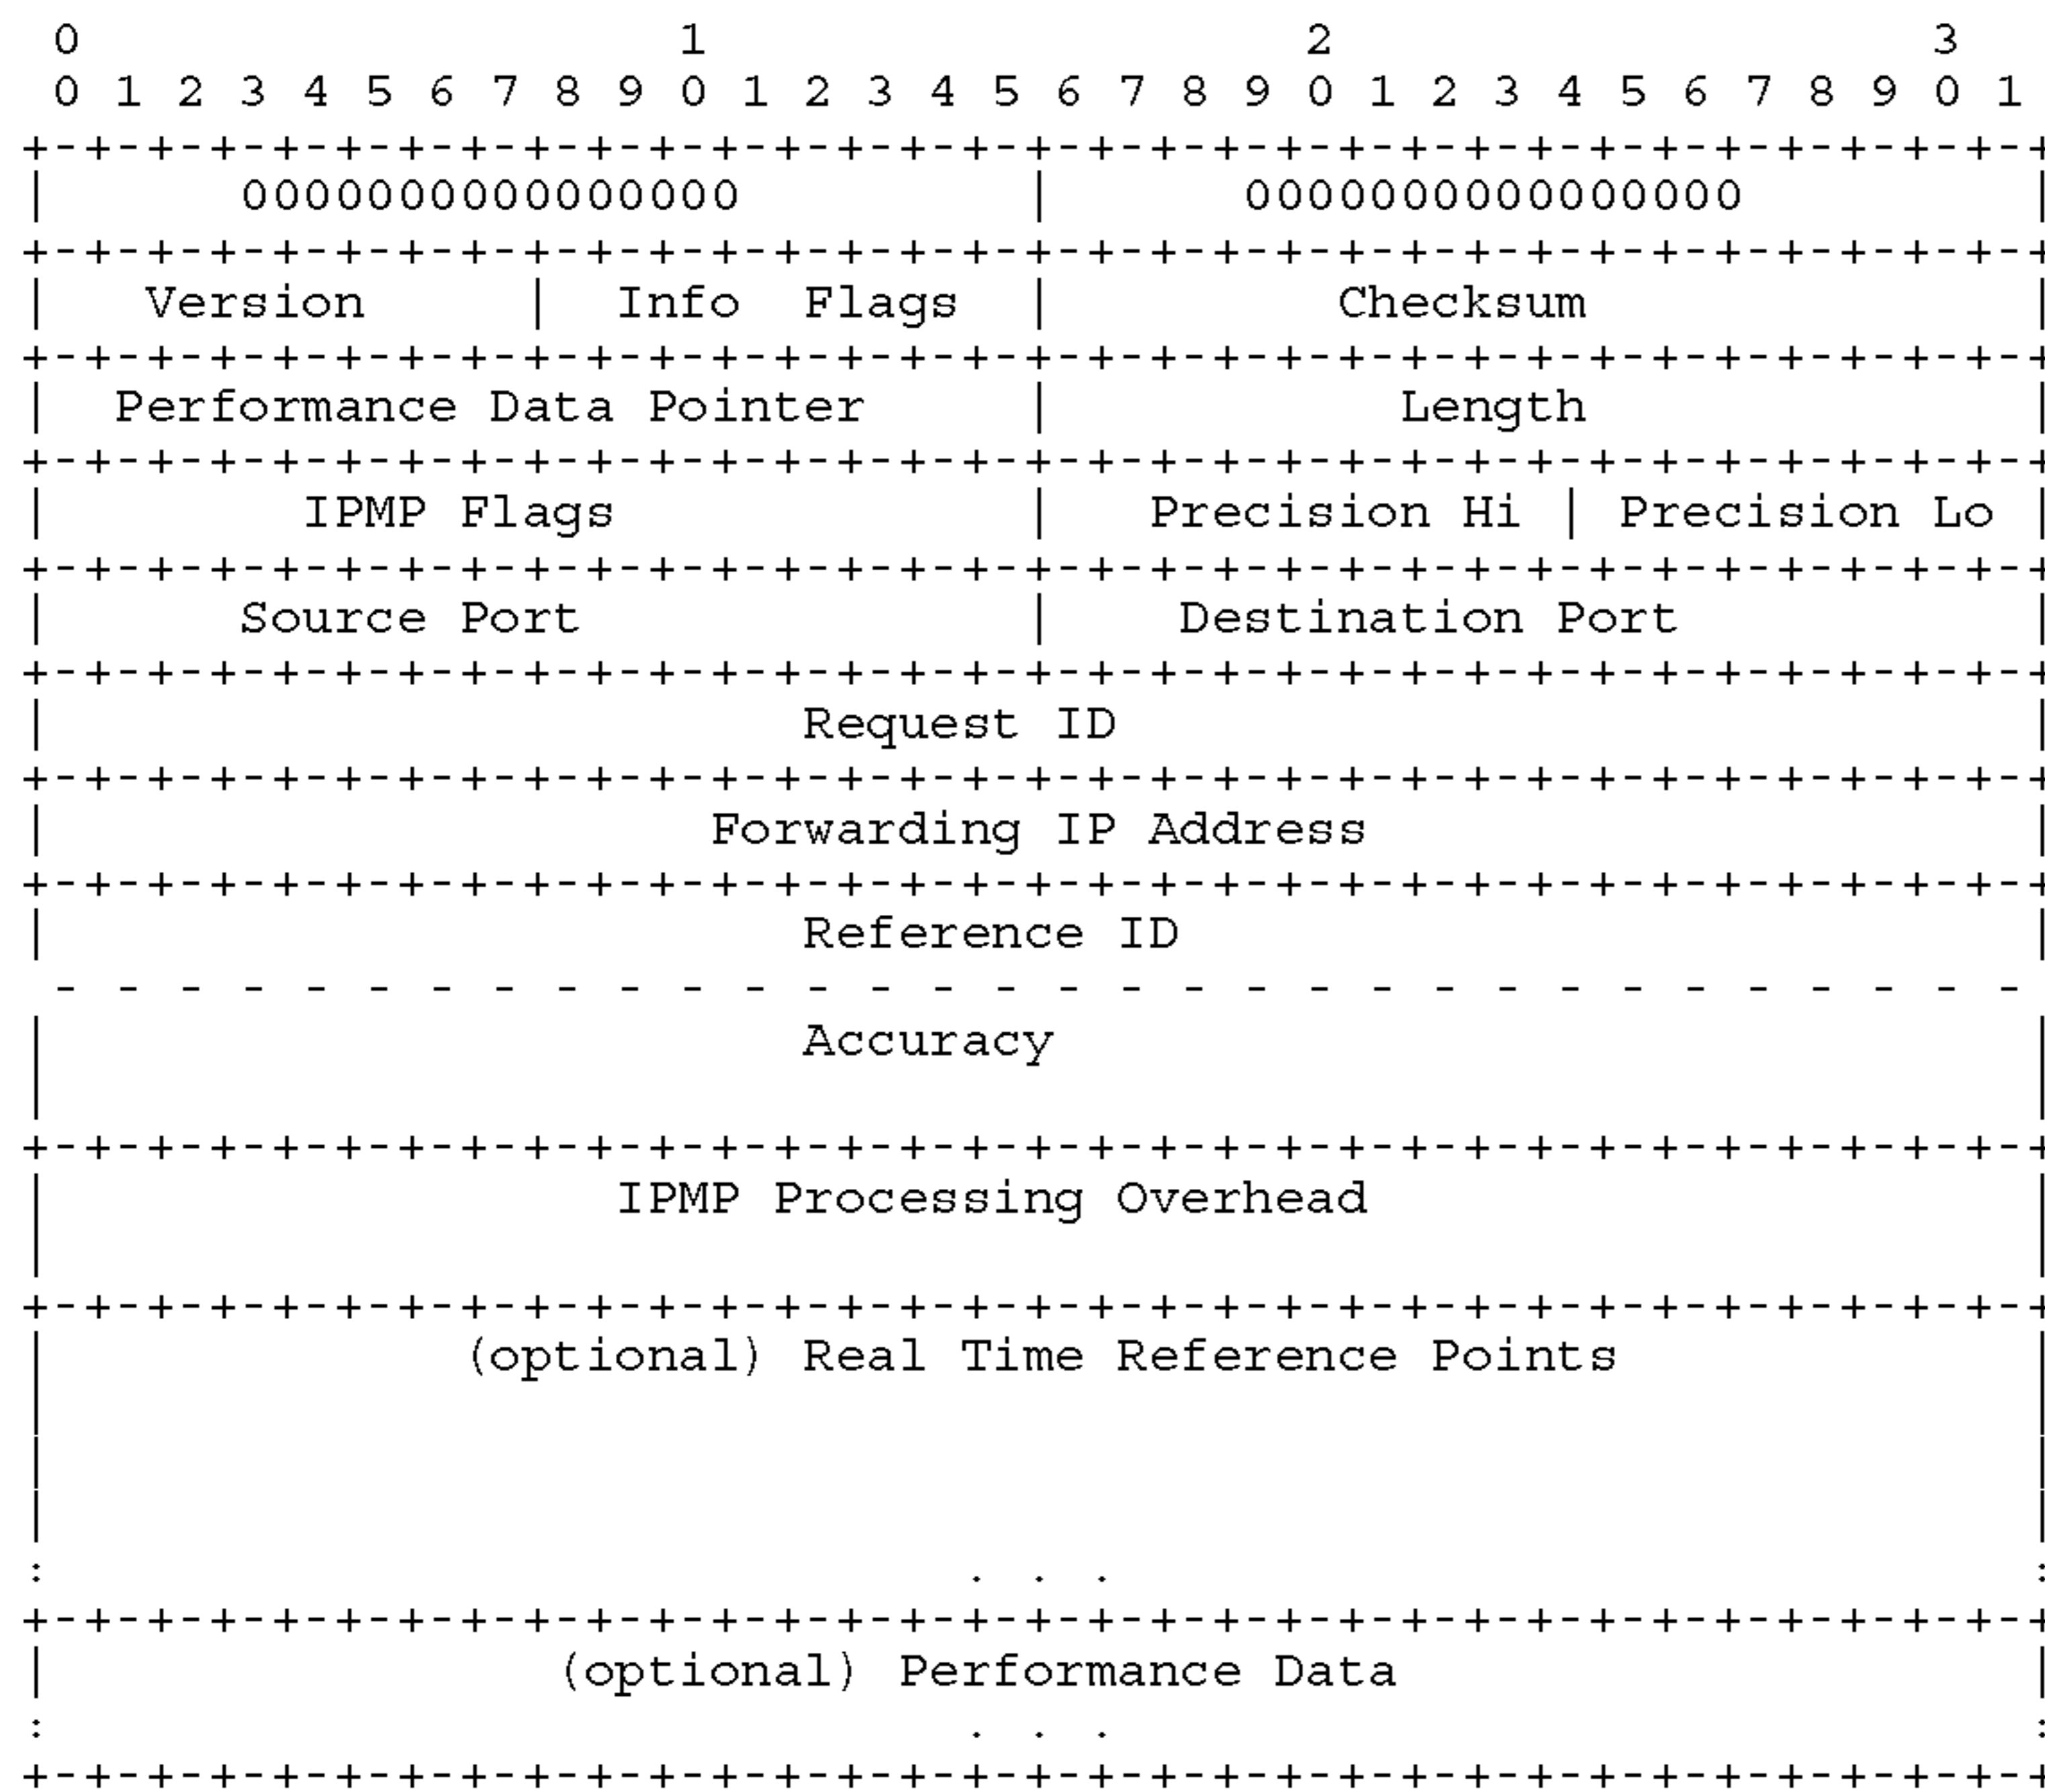 0                   1                   2                   3
 0 1 2 3 4 5 6 7 8 9 0 1 2 3 4 5 6 7 8 9 0 1 2 3 4 5 6 7 8 9 0 1
+-+-+-+-+-+-+-+-+-+-+-+-+-+-+-+-+-+-+-+-+-+-+-+-+-+-+-+-+-+-+-+-+
|      0000000000000000         |      0000000000000000         |
+-+-+-+-+-+-+-+-+-+-+-+-+-+-+-+-+-+-+-+-+-+-+-+-+-+-+-+-+-+-+-+-+
|   Version     |  Info  Flags  |         Checksum              |
+-+-+-+-+-+-+-+-+-+-+-+-+-+-+-+-+-+-+-+-+-+-+-+-+-+-+-+-+-+-+-+-+
|  Performance Data Pointer     |           Length              |
+-+-+-+-+-+-+-+-+-+-+-+-+-+-+-+-+-+-+-+-+-+-+-+-+-+-+-+-+-+-+-+-+
|        IPMP Flags             |   Precision Hi | Precision Lo |
+-+-+-+-+-+-+-+-+-+-+-+-+-+-+-+-+-+-+-+-+-+-+-+-+-+-+-+-+-+-+-+-+
|      Source Port              |    Destination Port           |
+-+-+-+-+-+-+-+-+-+-+-+-+-+-+-+-+-+-+-+-+-+-+-+-+-+-+-+-+-+-+-+-+
|                        Request ID                             |
+-+-+-+-+-+-+-+-+-+-+-+-+-+-+-+-+-+-+-+-+-+-+-+-+-+-+-+-+-+-+-+-+
|                     Forwarding IP Address                     |
+-+-+-+-+-+-+-+-+-+-+-+-+-+-+-+-+-+-+-+-+-+-+-+-+-+-+-+-+-+-+-+-+
|                        Reference ID                           |
 - - - - - - - - - - - - - - - - - - - - - - - - - - - - - - - -
|                        Accuracy                               |
|                                                               |
+-+-+-+-+-+-+-+-+-+-+-+-+-+-+-+-+-+-+-+-+-+-+-+-+-+-+-+-+-+-+-+-+
|                  IPMP Processing Overhead                     |
|                                                               |
+-+-+-+-+-+-+-+-+-+-+-+-+-+-+-+-+-+-+-+-+-+-+-+-+-+-+-+-+-+-+-+-+
|             (optional) Real Time Reference Points             |
|                                                               |
|                                                               |
|                                                               |
:                             . . .                             :
+-+-+-+-+-+-+-+-+-+-+-+-+-+-+-+-+-+-+-+-+-+-+-+-+-+-+-+-+-+-+-+-+
|                (optional) Performance Data                    |
:                             . . .                             :
+-+-+-+-+-+-+-+-+-+-+-+-+-+-+-+-+-+-+-+-+-+-+-+-+-+-+-+-+-+-+-+-+